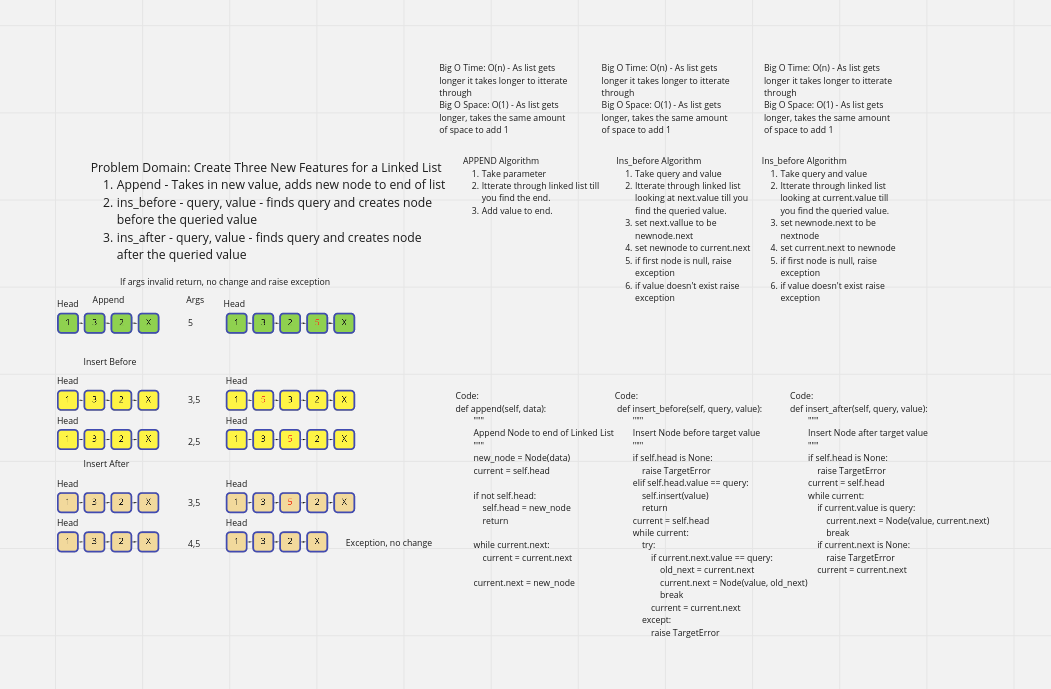 Big O Time: O(n) - As list gets
longer it takes longer to itterate
through
Big O Space: O(1) - As list gets
longer, takes the same amount
of space to add 1
Big O Time: O(n) - As list gets
longer it takes longer to itterate
through
Big O Space: O(1) - As list gets
longer, takes the same amount
of space to add 1
Big O Time: O(n) - As list gets
longer it takes longer to itterate
through
Big O Space: O(1) - As list gets
longer, takes the same amount
of space to add 1
Problem Domain: Create Three New Features for a Linked List
1. Append - Takes in new value, adds new node to end of list
2. ins_before - query, value - finds query and creates node
before the queried value
3. ins_after - query, value - finds query and creates node
after the queried value
If args invalid return, no change and raise exception
APPEND Algorithm
1. Take parameter
2. Itterate through linked list till
you find the end.
3. Add value to end.
Ins_before Algorithm
1. Take query and value
2. Itterate through linked list
looking at next.value till you
find the queried value.
3. set next.vallue to be
newnode.next
4. set newnode to current.next
5. if first node is null, raise
exception
6. if value doesn't exist raise
exception
Ins_before Algorithm
1. Take query and value
2. Itterate through linked list
looking at current.value till
you find the queried value.
3. set newnode.next to be
nextnode
4. set current.next to newnode
5. if first node is null, raise
exception
6. if value doesn't exist raise
exception
Head Append Args Head
1 3 2 X 5 1 3 2 5 X
Insert Before
Head Head
1 3 2 X 3,5 1 5 3 2 X
Head Head
1 3 2 X 2,5 1 3 5 2 X
Insert After
Head Head
1 3 2 X 3,5 1 3 5 2 X
Head Head
1 3 2 X 4,5 1 3 2 X Exception, no change
Code:
def append(self, data):
"""
Append Node to end of Linked List
"""
new_node = Node(data)
current = self.head
if not self.head:
self.head = new_node
return
while current.next:
current = current.next
current.next = new_node
Code:
def insert_before(self, query, value):
"""
Insert Node before target value
"""
if self.head is None:
raise TargetError
elif self.head.value == query:
self.insert(value)
return
current = self.head
while current:
try:
if current.next.value == query:
old_next = current.next
current.next = Node(value, old_next)
break
current = current.next
except:
raise TargetError
Code:
def insert_after(self, query, value):
"""
Insert Node after target value
"""
if self.head is None:
raise TargetError
current = self.head
while current:
if current.value is query:
current.next = Node(value, current.next)
break
if current.next is None:
raise TargetError
current = current.next